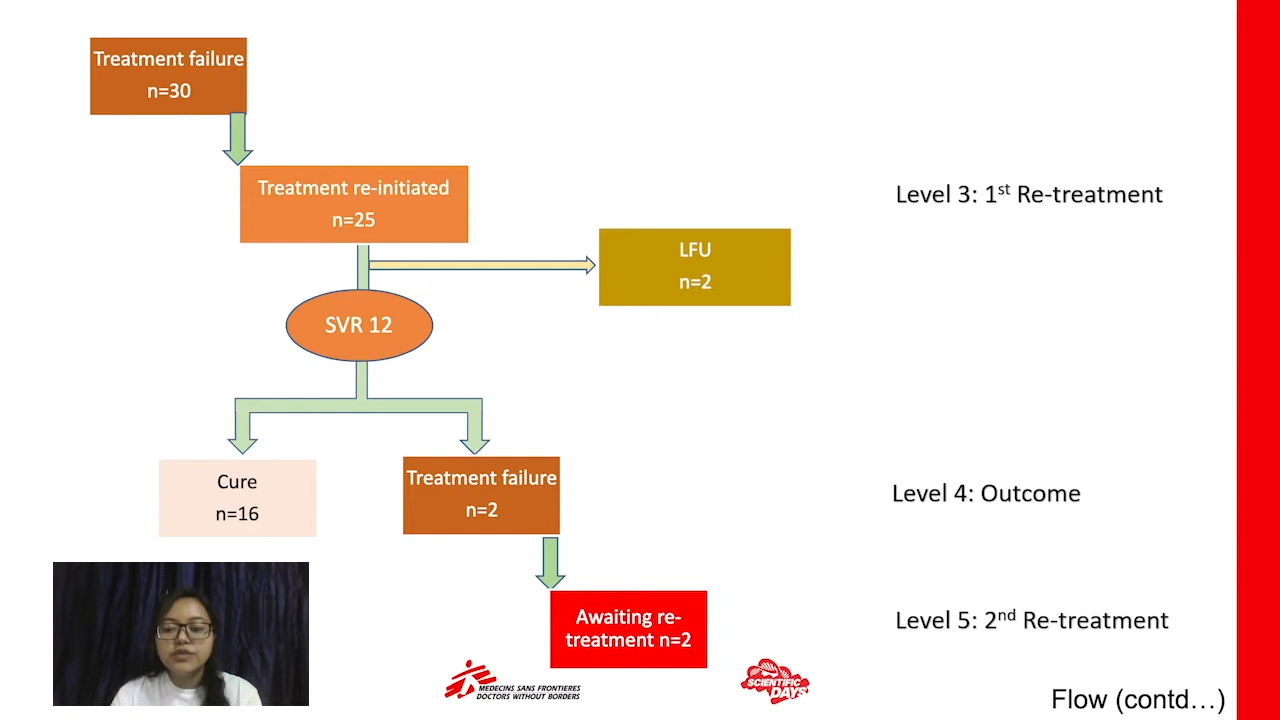 Treatment failure
n=30
Treatment re-initiated
n=25
Level 3: 1st Re-treatment
LFU
n=2
SVR 12
Cure
n=16
Treatment failure
n=2
Level 4: Outcome
Awaiting re-
treatment n=2
Level 5: 2nd Re-treatment
MEDECINS SANS FRONTIERES
DOCTORS WITHOUT BORDERS
SCIENTIFIC
DAYS
Flow (contd...)